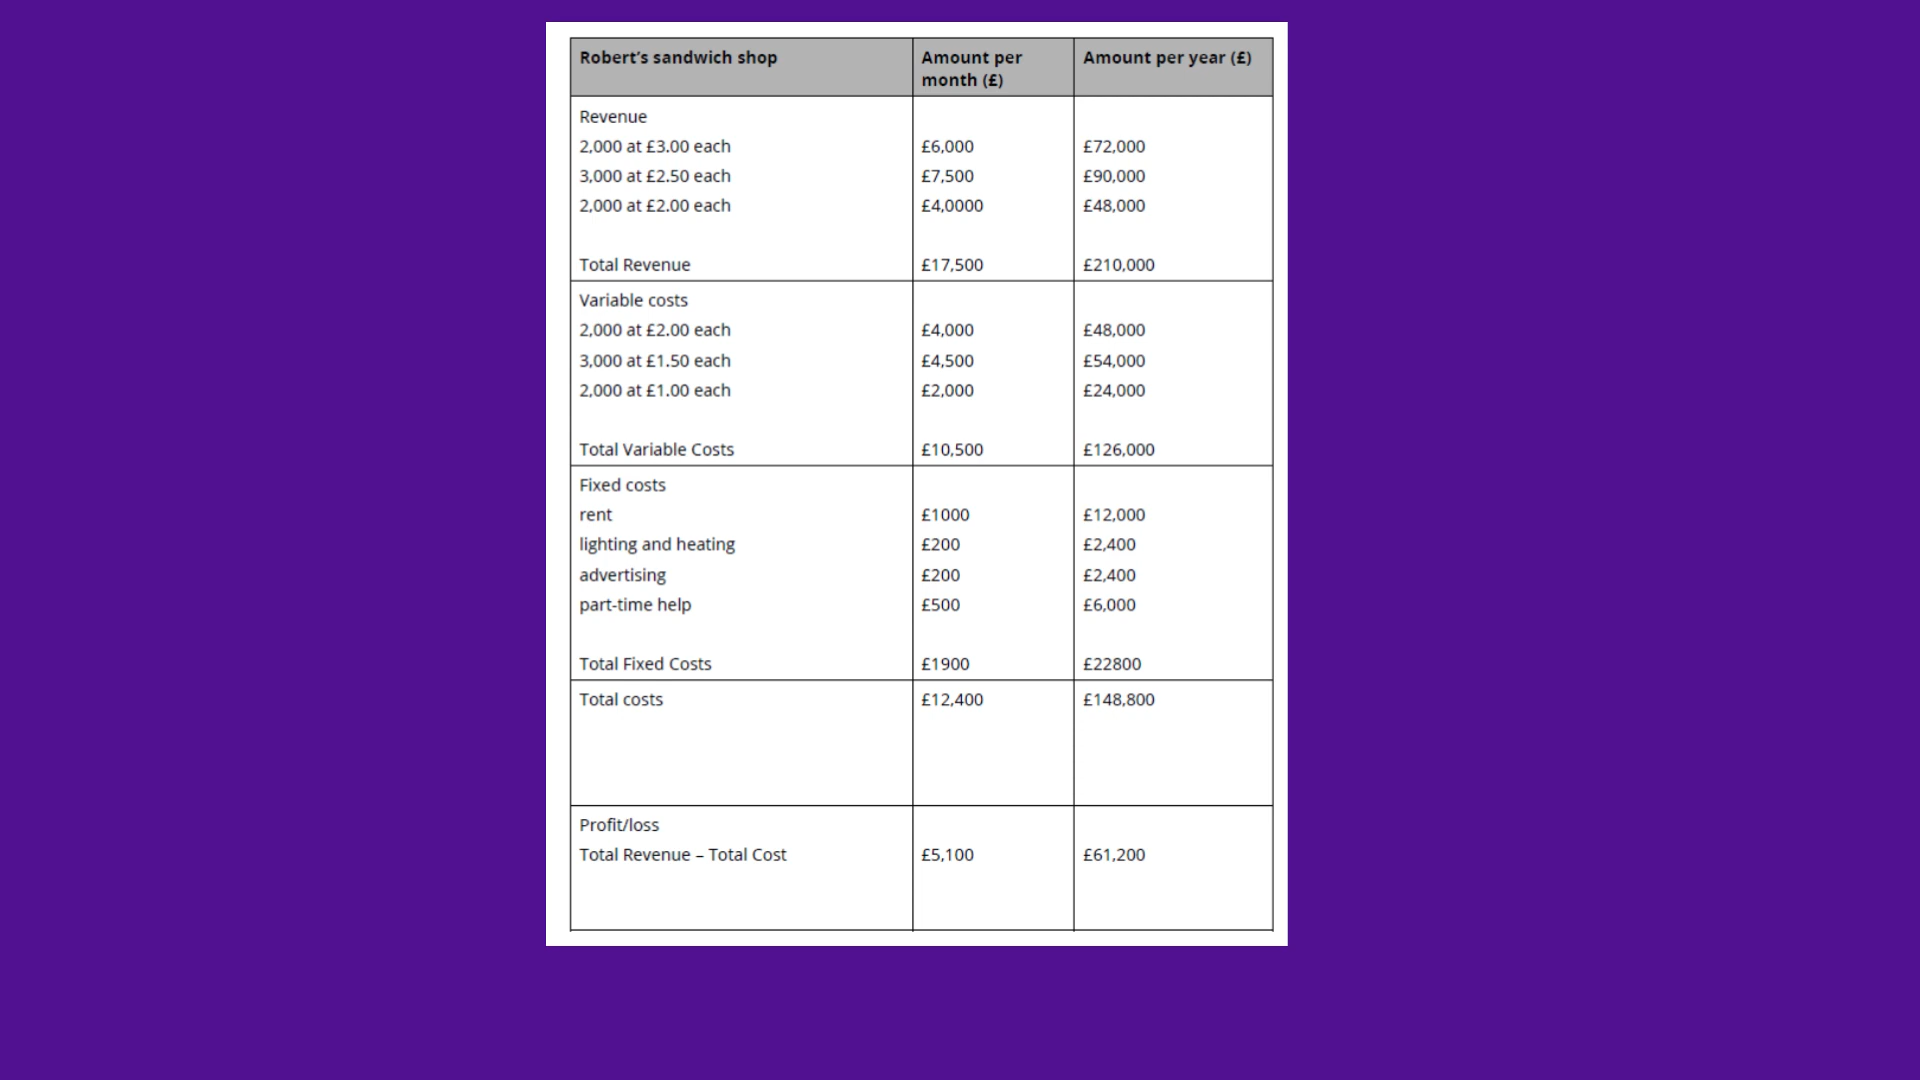 Robert’s sandwich shop Amount per month (£) Amount per year (£)
Revenue
2,000 at £3.00 each £6,000 £72,000
3,000 at £2.50 each £7,500 £90,000
2,000 at £2.00 each £4,0000 £48,000
Total Revenue £17,500 £210,000
Variable costs
2,000 at £2.00 each £4,000 £48,000
3,000 at £1.50 each £4,500 £54,000
2,000 at £1.00 each £2,000 £24,000
Total Variable Costs £10,500 £126,000
Fixed costs
rent £1000 £12,000
lighting and heating £200 £2,400
advertising £200 £2,400
part-time help £500 £6,000
Total Fixed Costs £1900 £22800
Total costs £12,400 £148,800
Profit/loss
Total Revenue – Total Cost £5,100 £61,200